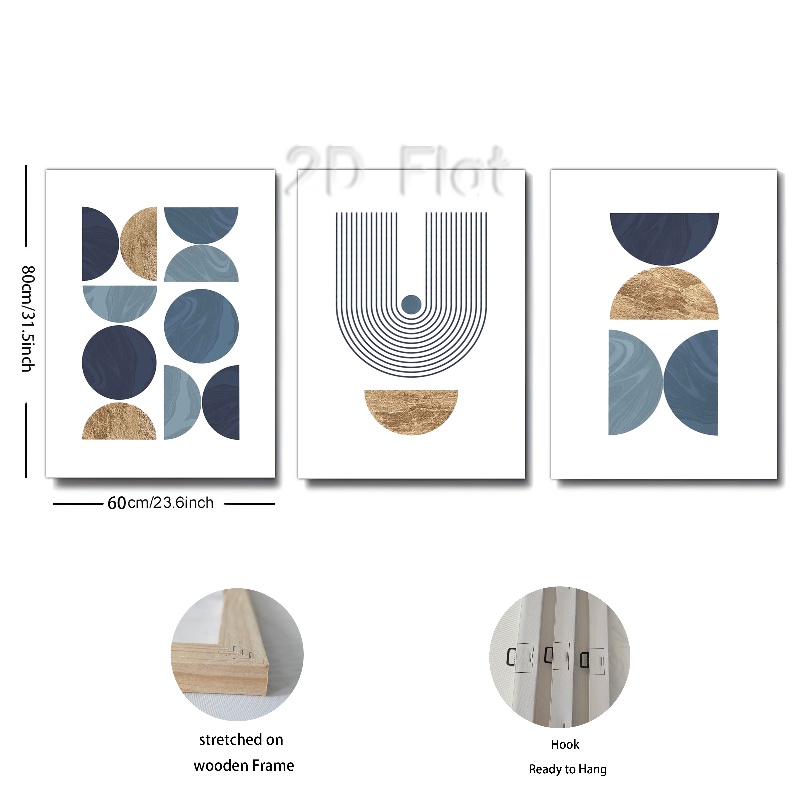 2D Flat
80cm/31.5inch
60cm/23.6inch
stretched on
wooden Frame
Hook
Ready to Hang